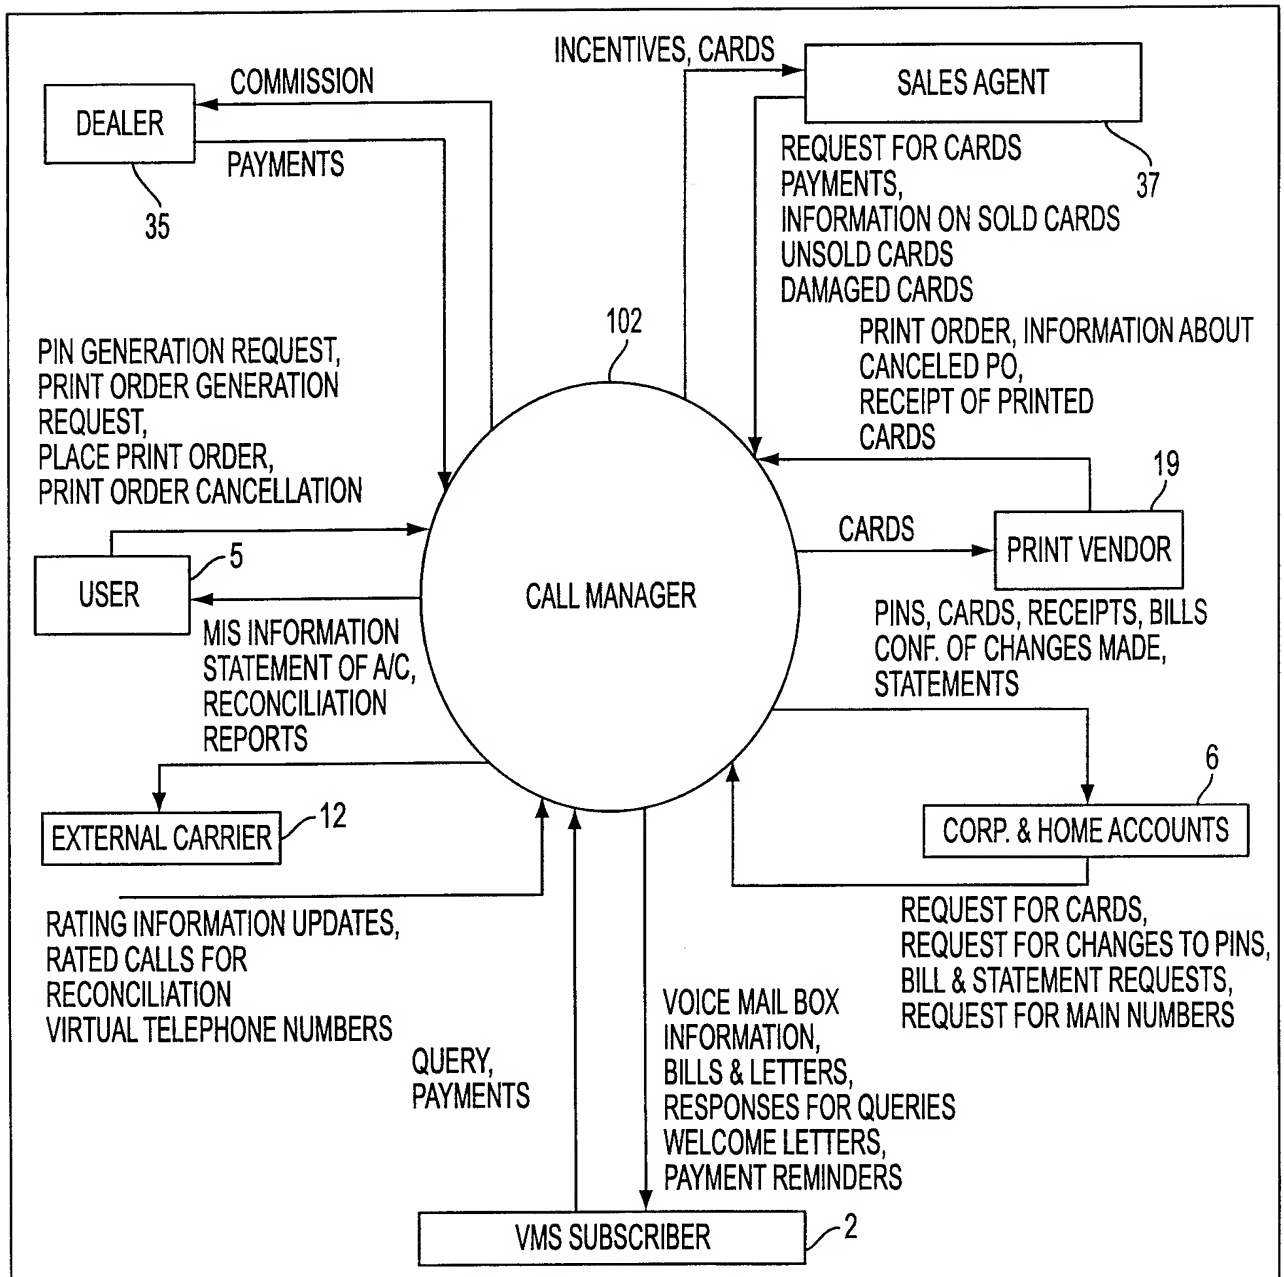 INCENTIVES, CARDS
SALES AGENT
37
COMMISSION
DEALER
PAYMENTS
35
REQUEST FOR CARDS
PAYMENTS,
INFORMATION ON SOLD CARDS
UNSOLD CARDS
DAMAGED CARDS
102
PRINT ORDER, INFORMATION ABOUT
CANCELED PO,
RECEIPT OF PRINTED
CARDS
PIN GENERATION REQUEST,
PRINT ORDER GENERATION
REQUEST,
PLACE PRINT ORDER,
PRINT ORDER CANCELLATION
19
CARDS
PRINT VENDOR
5
USER
CALL MANAGER
MIS INFORMATION
STATEMENT OF A/C,
RECONCILIATION
REPORTS
PINS, CARDS, RECEIPTS, BILLS
CONF. OF CHANGES MADE,
STATEMENTS
6
CORP. & HOME ACCOUNTS
EXTERNAL CARRIER
12
RATING INFORMATION UPDATES,
RATED CALLS FOR
RECONCILIATION
VIRTUAL TELEPHONE NUMBERS
REQUEST FOR CARDS,
REQUEST FOR CHANGES TO PINS,
BILL & STATEMENT REQUESTS,
REQUEST FOR MAIN NUMBERS
QUERY,
PAYMENTS
VOICE MAIL BOX
INFORMATION,
BILLS & LETTERS,
RESPONSES FOR QUERIES
WELCOME LETTERS,
PAYMENT REMINDERS
VMS SUBSCRIBER
2